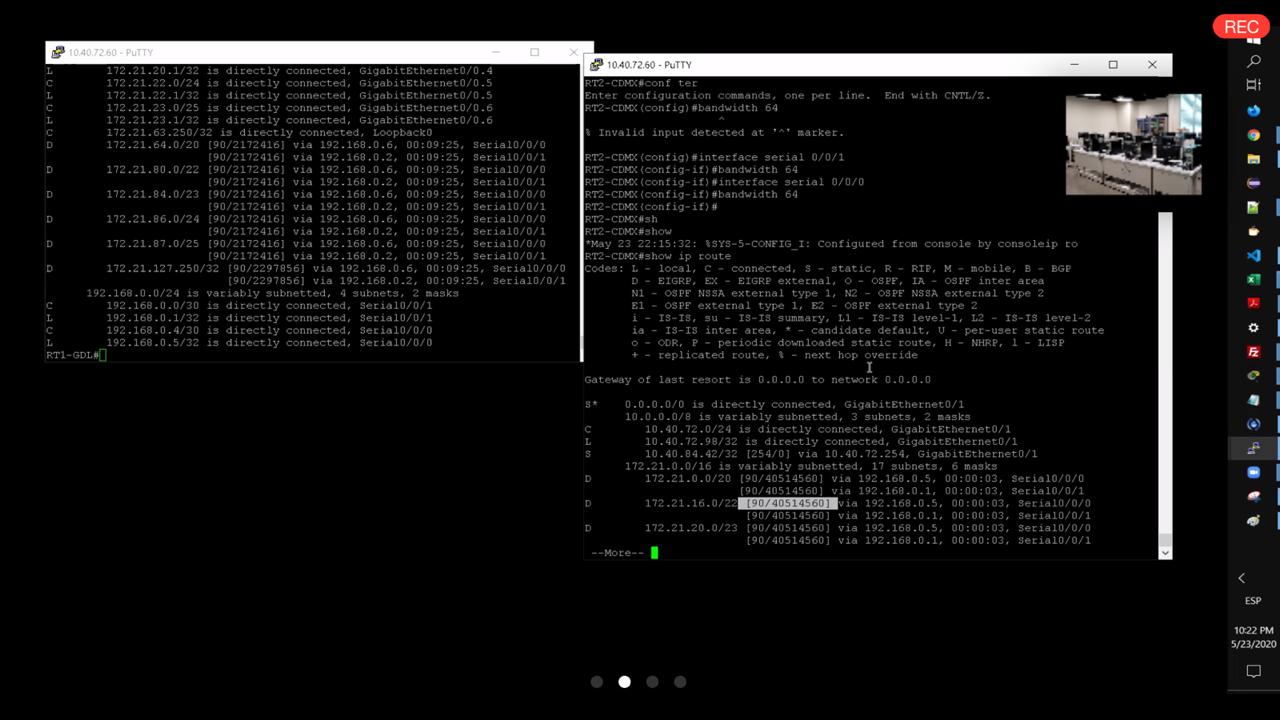 REC
10.40.72.60 - PuTTY
L 172.21.20.1/32 is directly connected, GigabitEthernet0/0.4
C 172.21.22.0/24 is directly connected, GigabitEthernet0/0.5
L 172.21.22.1/32 is directly connected, GigabitEthernet0/0.5
C 172.21.23.0/25 is directly connected, GigabitEthernet0/0.6
L 172.21.23.1/32 is directly connected, GigabitEthernet0/0.6
C 172.21.63.250/32 is directly connected, Loopback0
D 172.21.64.0/20 [90/2172416] via 192.168.0.6, 00:09:25, Serial0/0/0
[90/2172416] via 192.168.0.2, 00:09:25, Serial0/0/1
D 172.21.80.0/22 [90/2172416] via 192.168.0.6, 00:09:25, Serial0/0/0
[90/2172416] via 192.168.0.2, 00:09:25, Serial0/0/1
D 172.21.84.0/23 [90/2172416] via 192.168.0.6, 00:09:25, Serial0/0/0
[90/2172416] via 192.168.0.2, 00:09:25, Serial0/0/1
D 172.21.86.0/24 [90/2172416] via 192.168.0.6, 00:09:25, Serial0/0/0
[90/2172416] via 192.168.0.2, 00:09:25, Serial0/0/1
D 172.21.87.0/25 [90/2172416] via 192.168.0.6, 00:09:25, Serial0/0/0
[90/2172416] via 192.168.0.2, 00:09:25, Serial0/0/1
D 172.21.127.250/32 [90/2297856] via 192.168.0.6, 00:09:25, Serial0/0/0
[90/2297856] via 192.168.0.2, 00:09:25, Serial0/0/1
192.168.0.0/24 is variably subnetted, 4 subnets, 2 masks
C 192.168.0.0/30 is directly connected, Serial0/0/1
L 192.168.0.1/32 is directly connected, Serial0/0/1
C 192.168.0.4/30 is directly connected, Serial0/0/0
L 192.168.0.5/32 is directly connected, Serial0/0/0
RT1-GDL#
10.40.72.60 - PuTTY
RT2-CDMX#conf ter
Enter configuration commands, one per line. End with CNTL/Z.
RT2-CDMX(config)#bandwidth 64
^
% Invalid input detected at '^' marker.
RT2-CDMX(config)#interface serial 0/0/1
RT2-CDMX(config-if)#bandwidth 64
RT2-CDMX(config-if)#interface serial 0/0/0
RT2-CDMX(config-if)#bandwidth 64
RT2-CDMX(config-if)#
RT2-CDMX#sh
RT2-CDMX#show
*May 23 22:15:32: %SYS-5-CONFIG_I: Configured from console by consoleip ro
RT2-CDMX#show ip route
Codes: L - local, C - connected, S - static, R - RIP, M - mobile, B - BGP
D - EIGRP, EX - EIGRP external, O - OSPF, IA - OSPF inter area
N1 - OSPF NSSA external type 1, N2 - OSPF NSSA external type 2
E1 - OSPF external type 1, E2 - OSPF external type 2
i - IS-IS, su - IS-IS summary, L1 - IS-IS level-1, L2 - IS-IS level-2
ia - IS-IS inter area, * - candidate default, U - per-user static route
o - ODR, P - periodic downloaded static route, H - NHRP, l - LISP
+ - replicated route, % - next hop override
Gateway of last resort is 0.0.0.0 to network 0.0.0.0
S* 0.0.0.0/0 is directly connected, GigabitEthernet0/1
10.0.0.0/8 is variably subnetted, 3 subnets, 2 masks
C 10.40.72.0/24 is directly connected, GigabitEthernet0/1
L 10.40.72.98/32 is directly connected, GigabitEthernet0/1
S 10.40.84.42/32 [254/0] via 10.40.72.254, GigabitEthernet0/1
172.21.0.0/16 is variably subnetted, 17 subnets, 6 masks
D 172.21.0.0/20 [90/40514560] via 192.168.0.5, 00:00:03, Serial0/0/0
[90/40514560] via 192.168.0.1, 00:00:03, Serial0/0/1
D 172.21.16.0/22 [90/40514560] via 192.168.0.5, 00:00:03, Serial0/0/0
[90/40514560] via 192.168.0.1, 00:00:03, Serial0/0/1
D 172.21.20.0/23 [90/40514560] via 192.168.0.5, 00:00:03, Serial0/0/0
[90/40514560] via 192.168.0.1, 00:00:03, Serial0/0/1
--More--
ESP
10:22 PM
5/23/2020